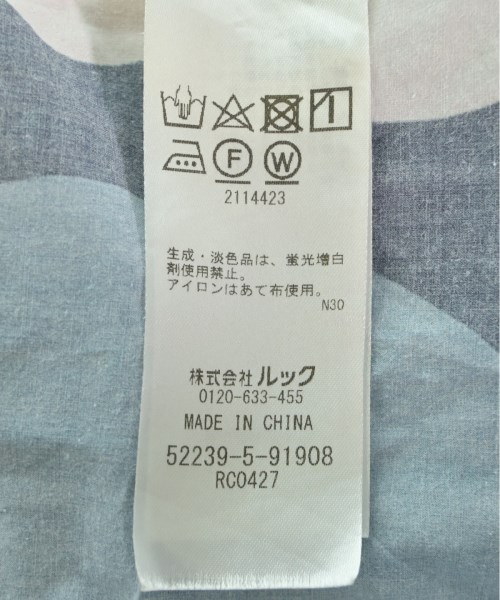 F W
2114423
生成・淡色品は、蛍光増白
剤使用禁止。
アイロンはあて布使用。
N30
株式会社 ルック
0120-633-455
MADE IN CHINA
52239-5-91908
RC0427